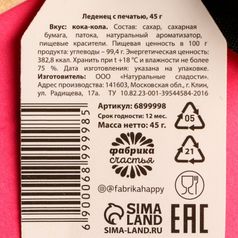 Леденец с печатью, 45 г
Вкус: кока-кола. Состав: сахар, сахарная
бумага, патока, натуральный ароматизатор,
пищевые красители. Пищевая ценность в 100 г
продукта: углеводы – 99,4 г. Энергетическая ценность:
382,8 ккал. Хранить при t +18 °С и влажности не более
75 %. Дата изготовления: указана на упаковке.
Изготовитель: ООО «Натуральные сладости».
Адрес изготовителя: 141603, Московская обл., г. Клин,
ул. Радищева, 17а. ТУ 10.82.23-001-39544584-2016
Артикул: 6899998
Срок годности: 12 мес.
Масса нетто: 45 г.
фабрика
счастья
@fabrikahappy
05
21
SIMA
LAND
SIMA-LAND.RU
EAC
6 900068 999985